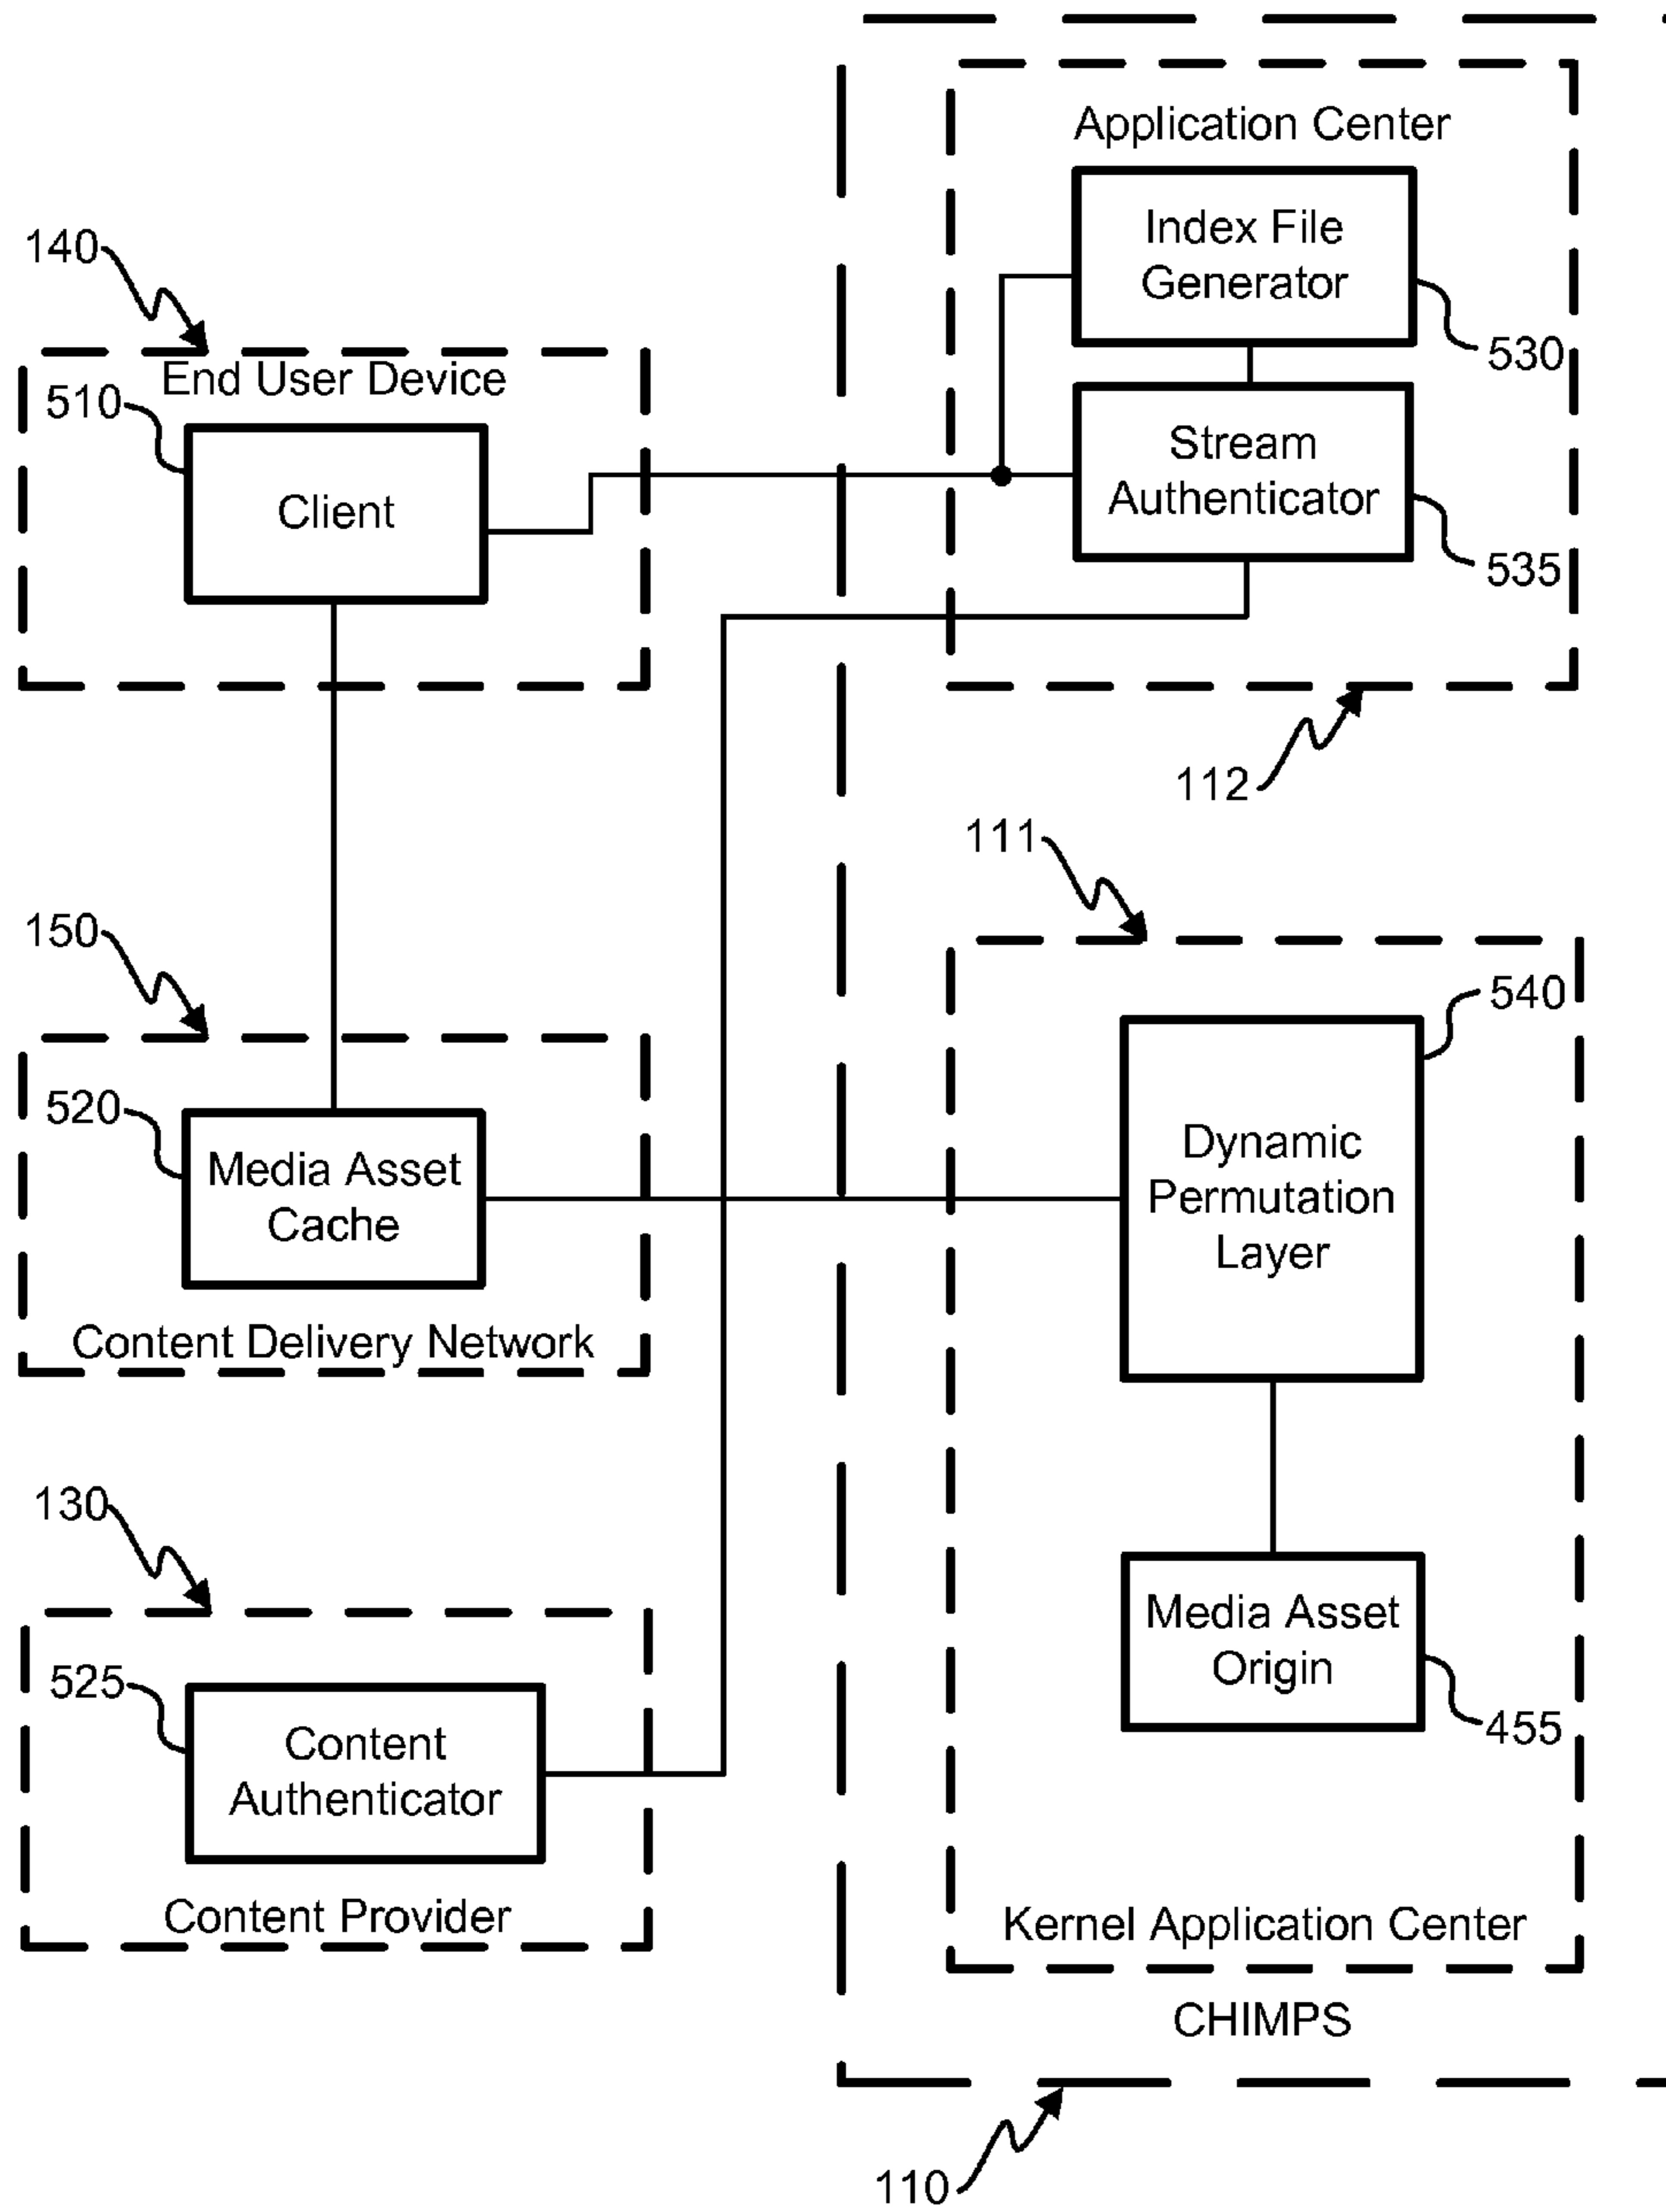 Application Center
Index File
Generator
530
Stream
Authenticator
535
112
140
End User Device
510
Client
150
520
Media Asset
Cache
Content Delivery Network
130
525
Content
Authenticator
Content Provider
111
540
Dynamic
Permutation
Layer
Media Asset
Origin
455
Kernel Application Center
CHIMPS
110